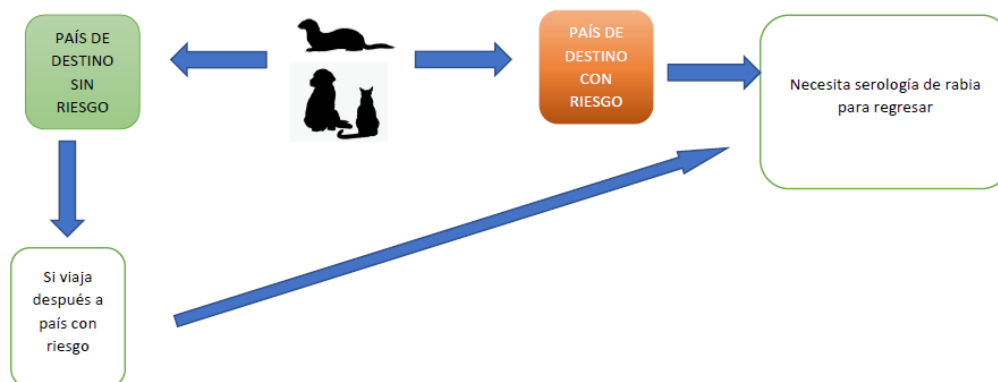 PAÍS DE
DESTINO
SIN
RIESGO
PAÍS DE
DESTINO
CON
RIESGO
Necesita serología de rabia
para regresar
Si viaja
después a
país con
riesgo